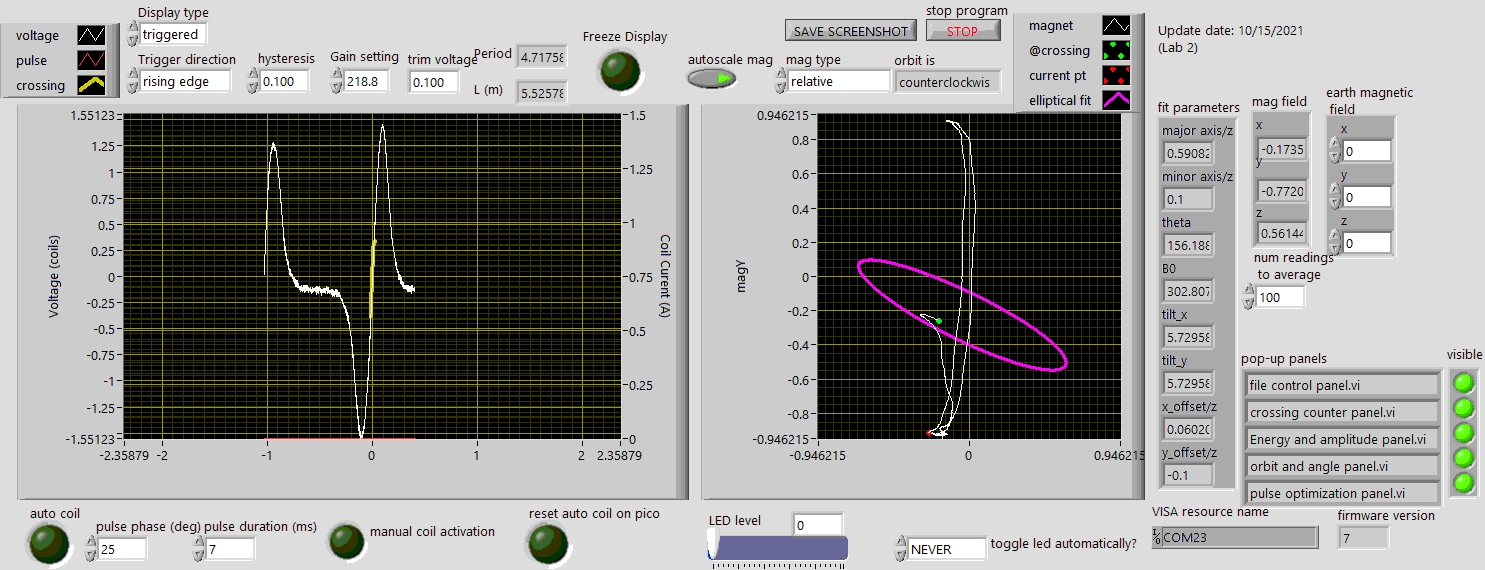 voltage
pulse
crossing
Display type
triggered
Trigger direction
rising edge
hysteresis
0.100
Gain setting
218.8
trim voltage
0.100
Period
4.71758
L (m)
5.52578
Freeze Display
SAVE SCREENSHOT
stop program
STOP
autoscale mag
mag type
relative
orbit is
counterclockwis
magnet
@crossing
current pt
elliptical fit
Update date: 10/15/2021
(Lab 2)
Voltage (coils)
1.55123
1.25
1
0.75
0.5
0.25
0
-0.25
-0.5
-0.75
-1
-1.25
-1.55123
-2.35879
-2
-1
0
1
2
2.35879
1.5
1.25
1
0.75
0.5
0.25
0
Coil Current (A)
magY
0.946215
0.8
0.6
0.4
0.2
0
-0.2
-0.4
-0.6
-0.8
-0.946215
-0.946215
0
0.946215
fit parameters
major axis/z
0.59082
minor axis/z
0.1
theta
156.188
B0
302.807
tilt_x
5.72958
tilt_y
5.72958
x_offset/z
0.0602
y_offset/z
-0.1
mag field
x
-0.1735
y
-0.7720
z
0.56144
earth magnetic
field
x
0
y
0
z
0
num readings
to average
100
pop-up panels
visible
file control panel.vi
crossing counter panel.vi
Energy and amplitude panel.vi
orbit and angle panel.vi
pulse optimization panel.vi
auto coil
pulse phase (deg)
25
pulse duration (ms)
7
manual coil activation
reset auto coil on pico
LED level
0
NEVER
toggle led automatically?
VISA resource name
COM23
firmware version
7